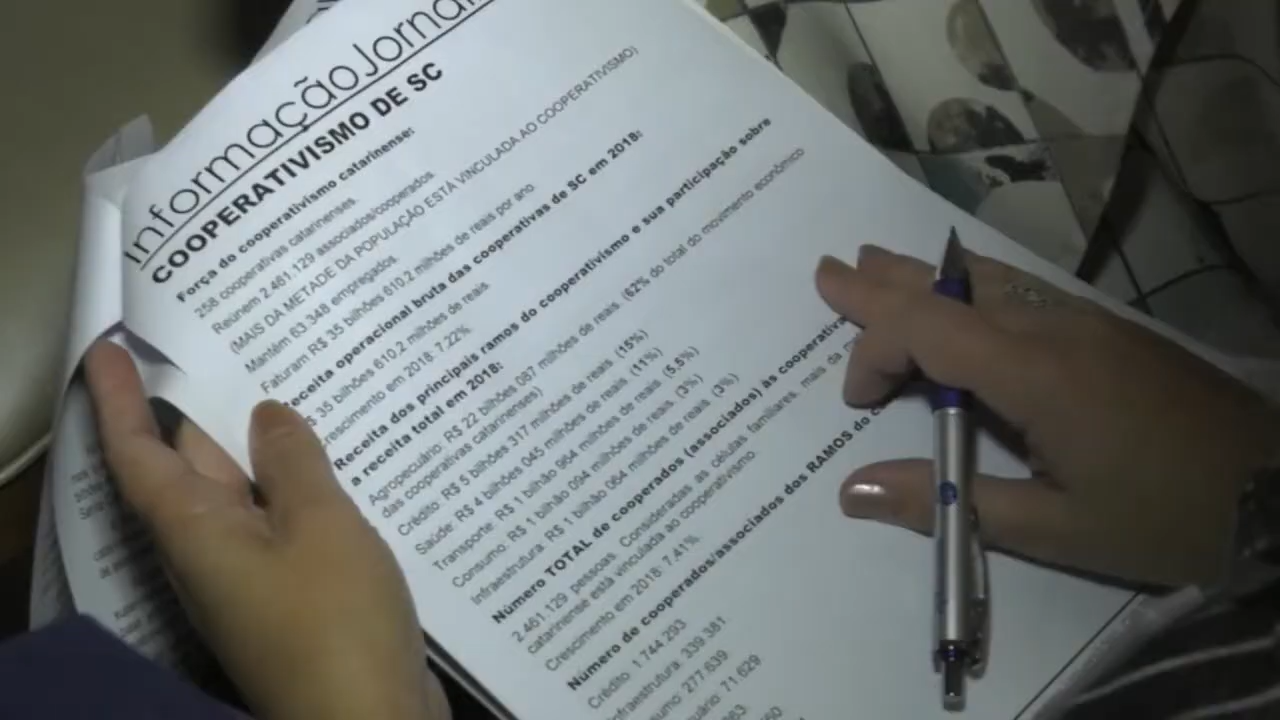 Informação Jornal
COOPERATIVISMO DE SC
Força do cooperativismo catarinense:
258 cooperativas catarinenses.
Reúnem 2.461.129 associados/cooperados.
(MAIS DA METADE DA POPULAÇÃO ESTÁ VINCULADA AO COOPERATIVISMO)
Mantém 63.348 empregados.
Faturam R$ 35 bilhões 610,2 milhões de reais por ano
Receita operacional bruta das cooperativas de SC em 2018:
35 bilhões 610,2 milhões de reais.
Crescimento em 2018: 7,22%
Receita dos principais ramos do cooperativismo e sua participação sobre
a receita total em 2018:
Agropecuário: R$ 22 bilhões 087 milhões de reais (62% do total do movimento econômico
das cooperativas catarinenses)
Crédito: R$ 5 bilhões 317 milhões de reais (15%)
Saúde: R$ 4 bilhões 045 milhões de reais (11%)
Transporte: R$ 1 bilhão 964 milhões de reais (5,5%)
Consumo: R$ 1 bilhão 094 milhões de reais (3%)
Infraestrutura: R$ 1 bilhão 064 milhões de reais (3%)
Número TOTAL de cooperados (associados) às cooperativa
2.461.129 pessoas. Consideradas as células familiares, mais da
catarinense está vinculada ao cooperativismo.
Crescimento em 2018: 7,41%
Número de cooperados/associados dos RAMOS do
Crédito: 1.744.293
Infraestrutura: 339.381
sumo: 277.639
uário: 71.629